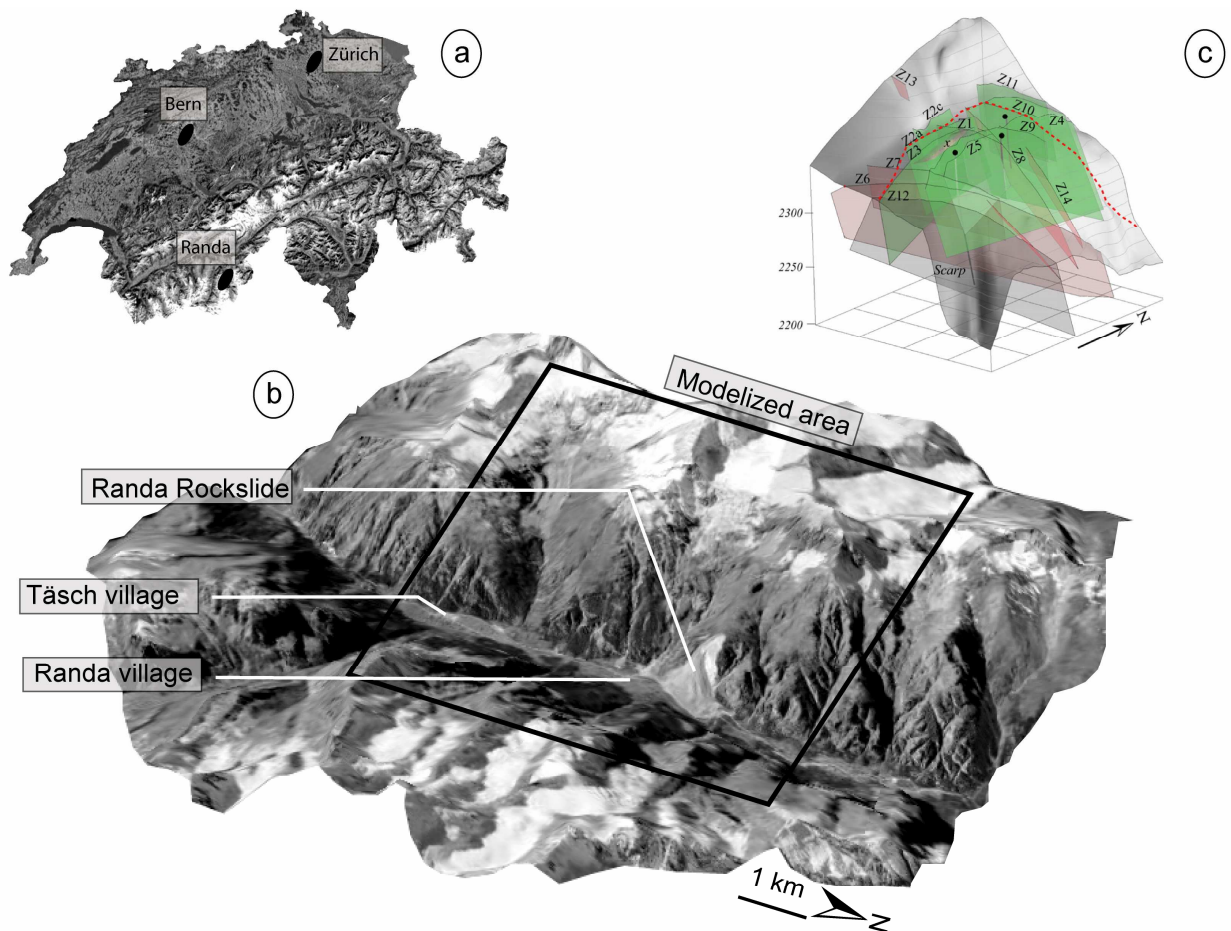 a
Zürich
Bern
Randa
c
Z13
Z11
Z2c
Z10
Z2a
Z1
Z9
Z4
Z3
x
Z5
Z7
Z8
Z6
Z12
Z14
2300
2250
2200
Scarp
N
b
Modelized area
Randa Rockslide
Täsch village
Randa village
1 km
N